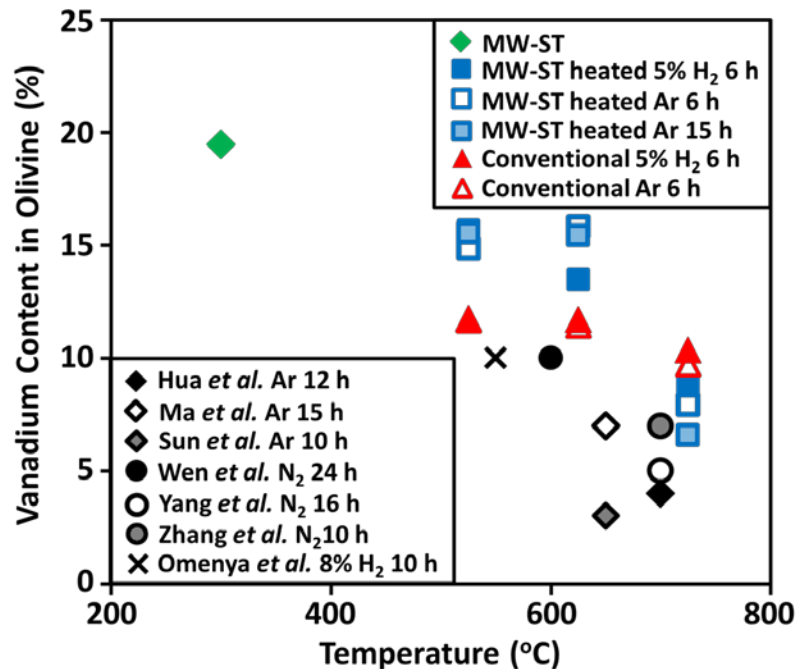 25
20
15
10
5
0
200
400
600
800
Vanadium Content in Olivine (%)
Temperature (°C)
MW-ST
MW-ST heated 5% H₂ 6 h
MW-ST heated Ar 6 h
MW-ST heated Ar 15 h
Conventional 5% H₂ 6 h
Conventional Ar 6 h
Hua et al. Ar 12 h
Ma et al. Ar 15 h
Sun et al. Ar 10 h
Wen et al. N₂ 24 h
Yang et al. N₂ 16 h
Zhang et al. N₂10 h
Omenya et al. 8% H₂ 10 h